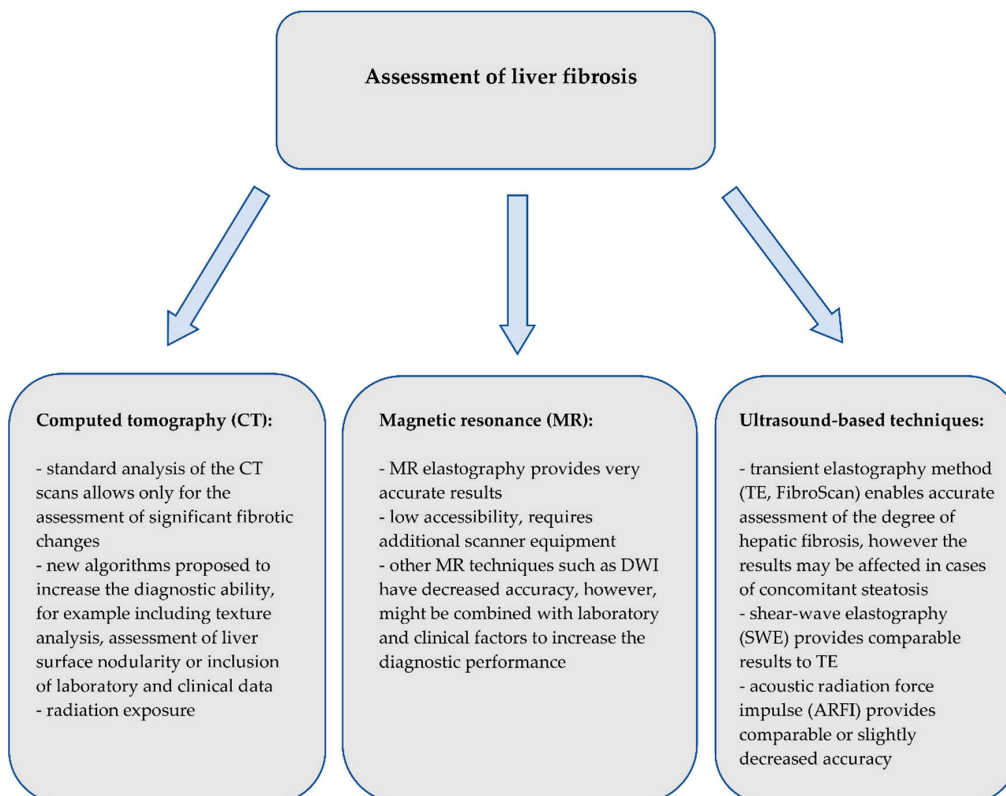 Assessment of liver fibrosis
Computed tomography (CT):
- standard analysis of the CT
scans allows only for the
assessment of significant fibrotic
changes
- new algorithms proposed to
increase the diagnostic ability,
for example including texture
analysis, assessment of liver
surface nodularity or inclusion
of laboratory and clinical data
- radiation exposure
Magnetic resonance (MR):
- MR elastography provides very
accurate results
- low accessibility, requires
additional scanner equipment
- other MR techniques such as DWI
have decreased accuracy, however,
might be combined with laboratory
and clinical factors to increase the
diagnostic performance
Ultrasound-based techniques:
- transient elastography method
(TE, FibroScan) enables accurate
assessment of the degree of
hepatic fibrosis, however the
results may be affected in cases
of concomitant steatosis
- shear-wave elastography
(SWE) provides comparable
results to TE
- acoustic radiation force
impulse (ARFI) provides
comparable or slightly
decreased accuracy